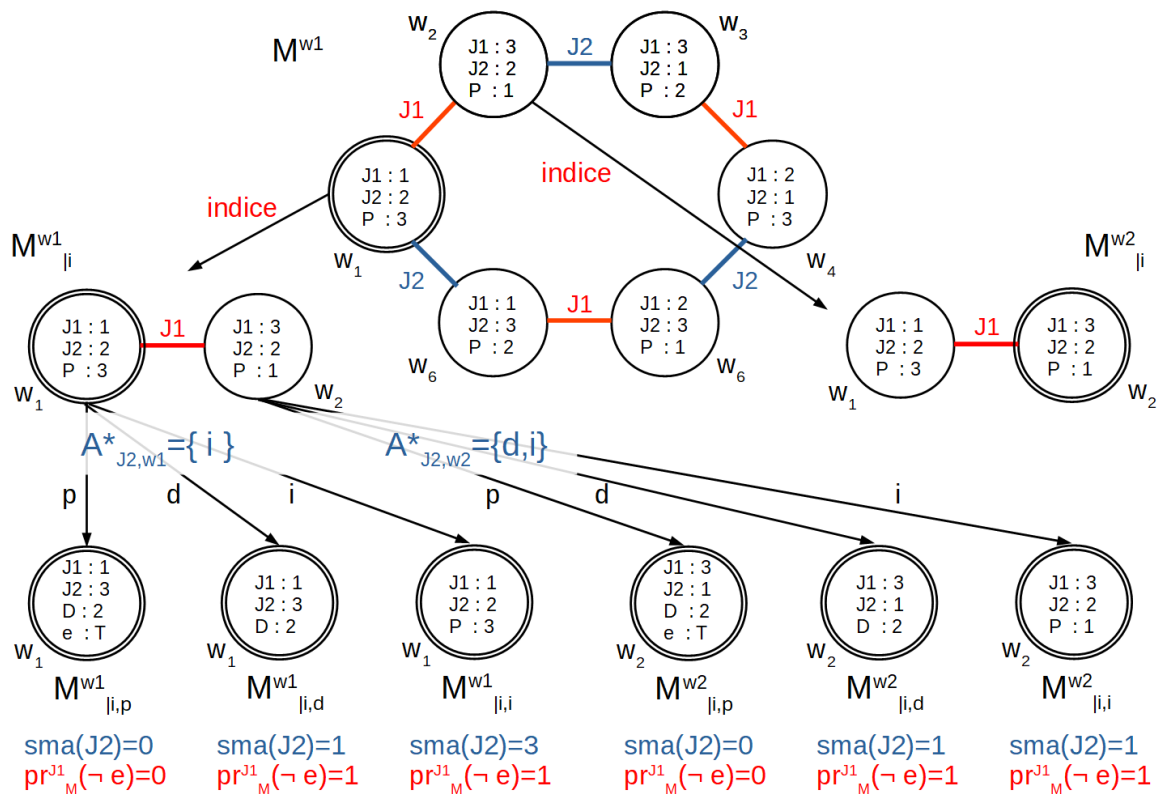 M^w1
w2
w3
J1 : 3
J2 : 2
P : 1
J2
J1 : 3
J2 : 1
P : 2
J1
J1
indice
indice
J1 : 1
J2 : 2
P : 3
J1 : 2
J2 : 1
P : 3
w1
w4
J2
J2
J1 : 1
J2 : 3
P : 2
J1
J1 : 2
J2 : 3
P : 1
w6
w6
M^w1_|i
J1 : 1
J2 : 2
P : 3
J1
J1 : 3
J2 : 2
P : 1
w1
w2
M^w2_|i
J1 : 1
J2 : 2
P : 3
J1
J1 : 3
J2 : 2
P : 1
w1
w2
A*_J2,w1={ i }
A*_J2,w2={d,i}
p
d
i
p
d
i
J1 : 1
J2 : 3
D : 2
e : T
w1
M^w1_|i,p
sma(J2)=0
pr^J1_M(¬ e)=0
J1 : 1
J2 : 3
D : 2
w1
M^w1_|i,d
sma(J2)=1
pr^J1_M(¬ e)=1
J1 : 1
J2 : 2
P : 3
w1
M^w1_|i,i
sma(J2)=3
pr^J1_M(¬ e)=1
J1 : 3
J2 : 1
D : 2
e : T
w2
M^w2_|i,p
sma(J2)=0
pr^J1_M(¬ e)=0
J1 : 3
J2 : 1
D : 2
w2
M^w2_|i,d
sma(J2)=1
pr^J1_M(¬ e)=1
J1 : 3
J2 : 2
P : 1
w2
M^w2_|i,i
sma(J2)=1
pr^J1_M(¬ e)=1